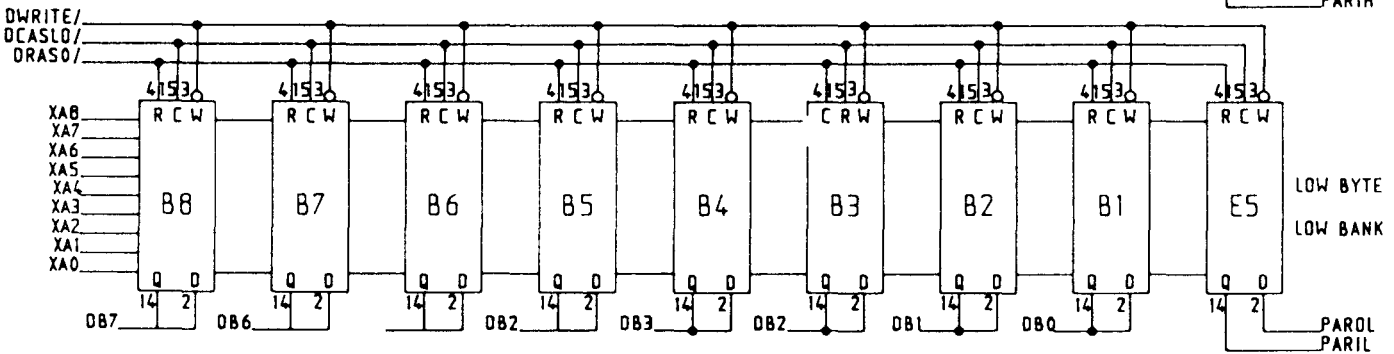 PARIH
DWRITE/
DCASLO/
DRASO/
4153 4153 4153 4153 4153 4153 4153 4153 4153
R C W R C W R C W R C W R C W C R W R C W R C W R C W
XA8
XA7
XA6
XA5
XA4
XA3
XA2
XA1
XA0
B8 B7 B6 B5 B4 B3 B2 B1 E5
LOW BYTE
LOW BANK
Q D Q D Q D Q D Q D Q D Q D Q D Q D
14 2 14 2 14 2 14 2 14 2 14 2 14 2 14 2 14 2
DB7 DB6 DB2 DB3 DB2 DB1 DB0
PAROL
PARIL